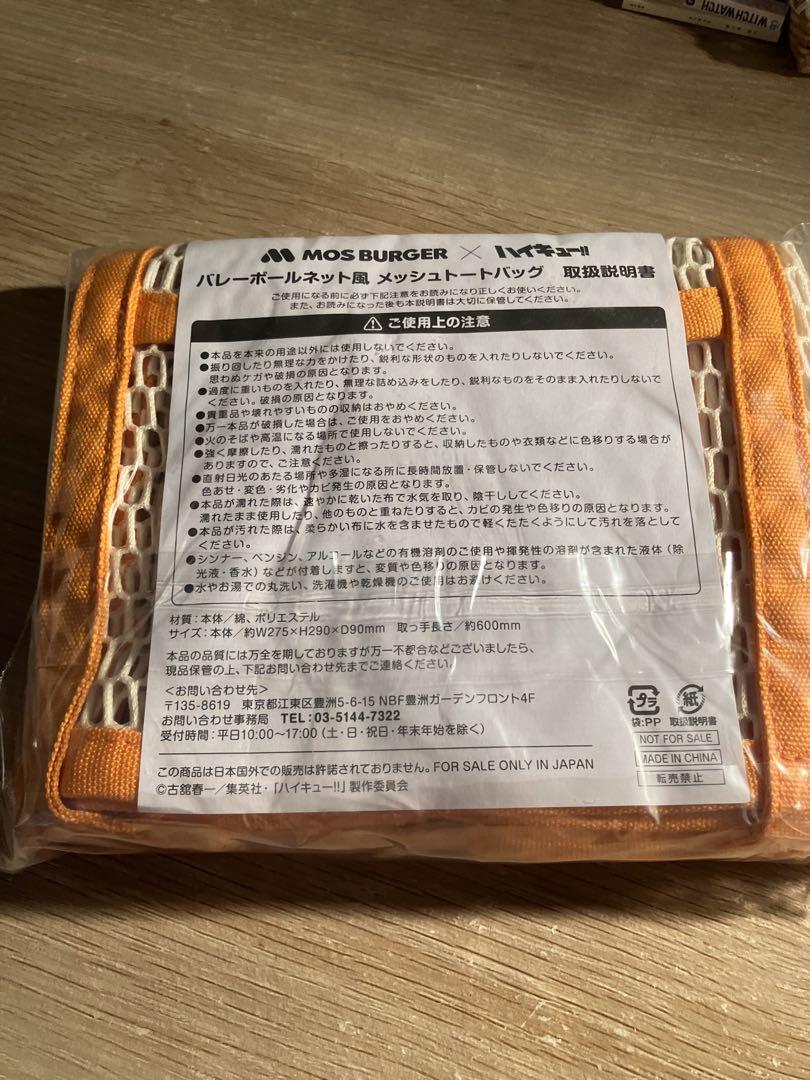 WITCHWATCH
MOS BURGER × ハイキュー!!
バレーボールネット風 メッシュトートバッグ 取扱説明書
ご使用になる前に必ず下記注意をお読みになり正しくお使いください。
また、お読みになった後も本説明書は大切に保管してください。
ご使用上の注意
●本品を本来の用途以外には使用しないでください。
●振り回したり無理な力をかけたり、鋭利な形状のものを入れたりしないでください。
思わぬケガや破損の原因となります。
●過度に重いものを入れたり、無理な詰め込みをしたり、鋭利なものをそのまま入れたりしないで
ください。破損の原因となります。
●貴重品や壊れやすいものの収納はおやめください。
●万一本品が破損した場合は、ご使用をおやめください。
●火のそばや高温になる場所で使用しないでください。
●強く摩擦したり、濡れたものと擦ったりすると、収納したものや衣類などに色移りする場合が
ありますので、ご注意ください。
●直射日光のあたる場所や多湿になる所に長時間放置・保管しないでください。
色あせ・変色・劣化やカビ発生の原因となります。
●本品が濡れた際は、速やかに乾いた布で水気を取り、陰干ししてください。
濡れたまま使用したり、他のものと重ねたりすると、カビの発生や色移りの原因となります。
●本品が汚れた際は、柔らかい布に水を含ませたもので軽くたたくようにして汚れを落として
ください。
●シンナー、ベンジン、アルコールなどの有機溶剤のご使用や揮発性の溶剤が含まれた液体（除
光液・香水）などが付着しますと、変質や色移りの原因になります。
●水やお湯での丸洗い、洗濯機や乾燥機のご使用はお避けください。
材質：本体／綿、ポリエステル
サイズ：本体／約W275×H290×D90mm 取っ手長さ／約600mm
本品の品質には万全を期しておりますが万一不都合などございましたら、
現品保管の上、下記お問い合わせ先までご連絡ください。
＜お問い合わせ先＞
〒135-8619 東京都江東区豊洲5-6-15 NBF豊洲ガーデンフロント4F
お問い合わせ事務局 TEL：03-5144-7322
受付時間：平日10:00～17:00（土・日・祝日・年末年始を除く）
プラ 紙
袋：PP 取扱説明書
NOT FOR SALE
MADE IN CHINA
転売禁止
この商品は日本国外での販売は許諾されておりません。FOR SALE ONLY IN JAPAN
©古舘春一／集英社・「ハイキュー!!」製作委員会